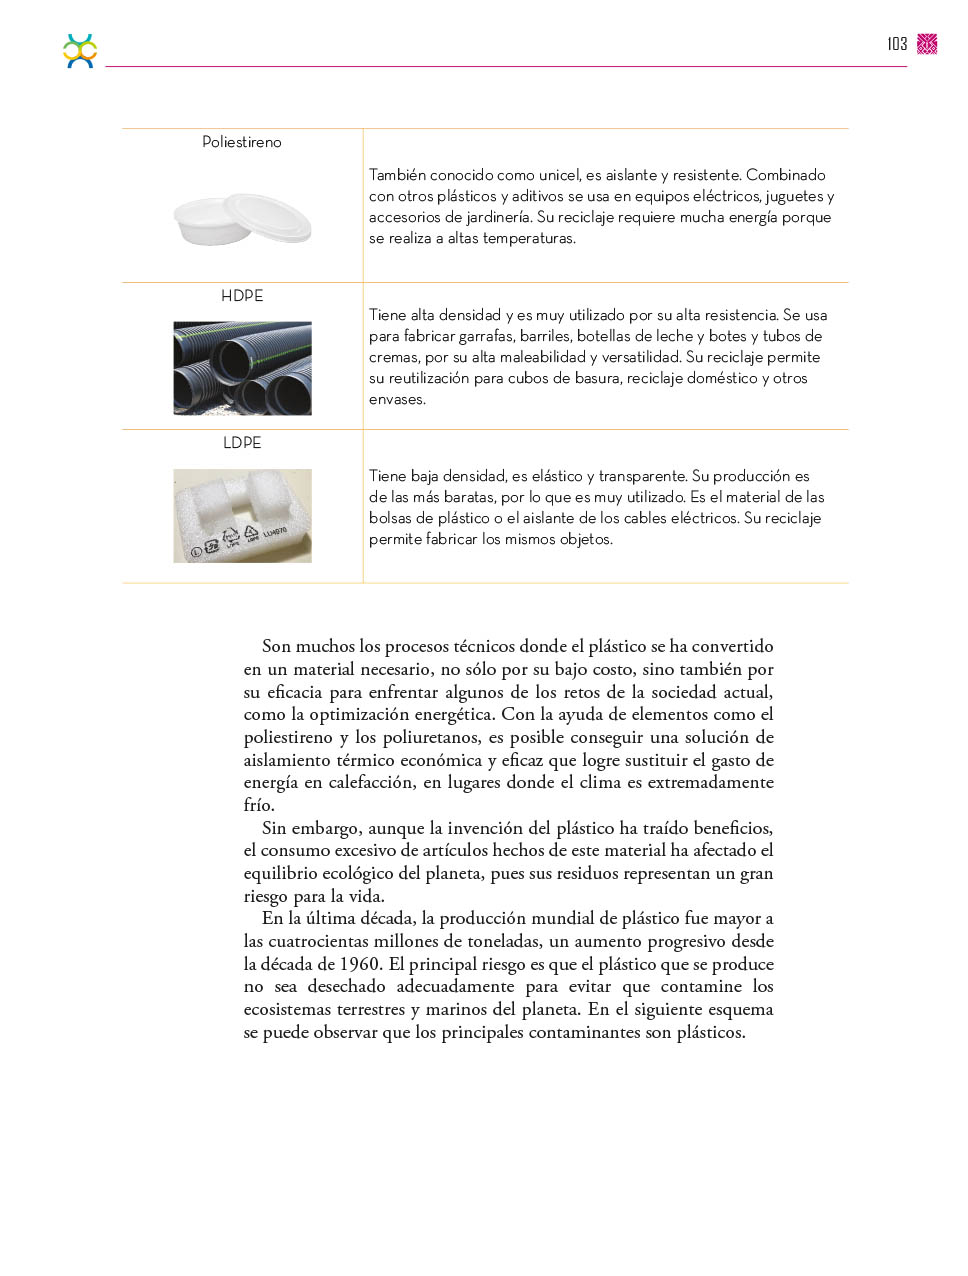 103
Poliestireno
También conocido como unicel, es aislante y resistente. Combinado
con otros plásticos y aditivos se usa en equipos eléctricos, juguetes y
accesorios de jardinería. Su reciclaje requiere mucha energía porque
se realiza a altas temperaturas.
HDPE
Tiene alta densidad y es muy utilizado por su alta resistencia. Se usa
para fabricar garrafas, barriles, botellas de leche y botes y tubos de
cremas, por su alta maleabilidad y versatilidad. Su reciclaje permite
su reutilización para cubos de basura, reciclaje doméstico y otros
envases.
LDPE
Tiene baja densidad, es elástico y transparente. Su producción es
de las más baratas, por lo que es muy utilizado. Es el material de las
bolsas de plástico o el aislante de los cables eléctricos. Su reciclaje
permite fabricar los mismos objetos.
Son muchos los procesos técnicos donde el plástico se ha convertido
en un material necesario, no sólo por su bajo costo, sino también por
su eficacia para enfrentar algunos de los retos de la sociedad actual,
como la optimización energética. Con la ayuda de elementos como el
poliestireno y los poliuretanos, es posible conseguir una solución de
aislamiento térmico económico y eficaz que logre sustituir el gasto de
energía en calefacción, en lugares donde el clima es extremadamente
frío.
Sin embargo, aunque la invención del plástico ha traído beneficios,
el consumo excesivo de artículos hechos de este material ha afectado el
equilibrio ecológico del planeta, pues sus residuos representan un gran
riesgo para la vida.
En la última década, la producción mundial de plástico fue mayor a
las cuatrocientas millones de toneladas, un aumento progresivo desde
la década de 1960. El principal riesgo es que el plástico que se produce
no sea desechado adecuadamente para evitar que contamine los
ecosistemas terrestres y marinos del planeta. En el siguiente esquema
se puede observar que los principales contaminantes son plásticos.